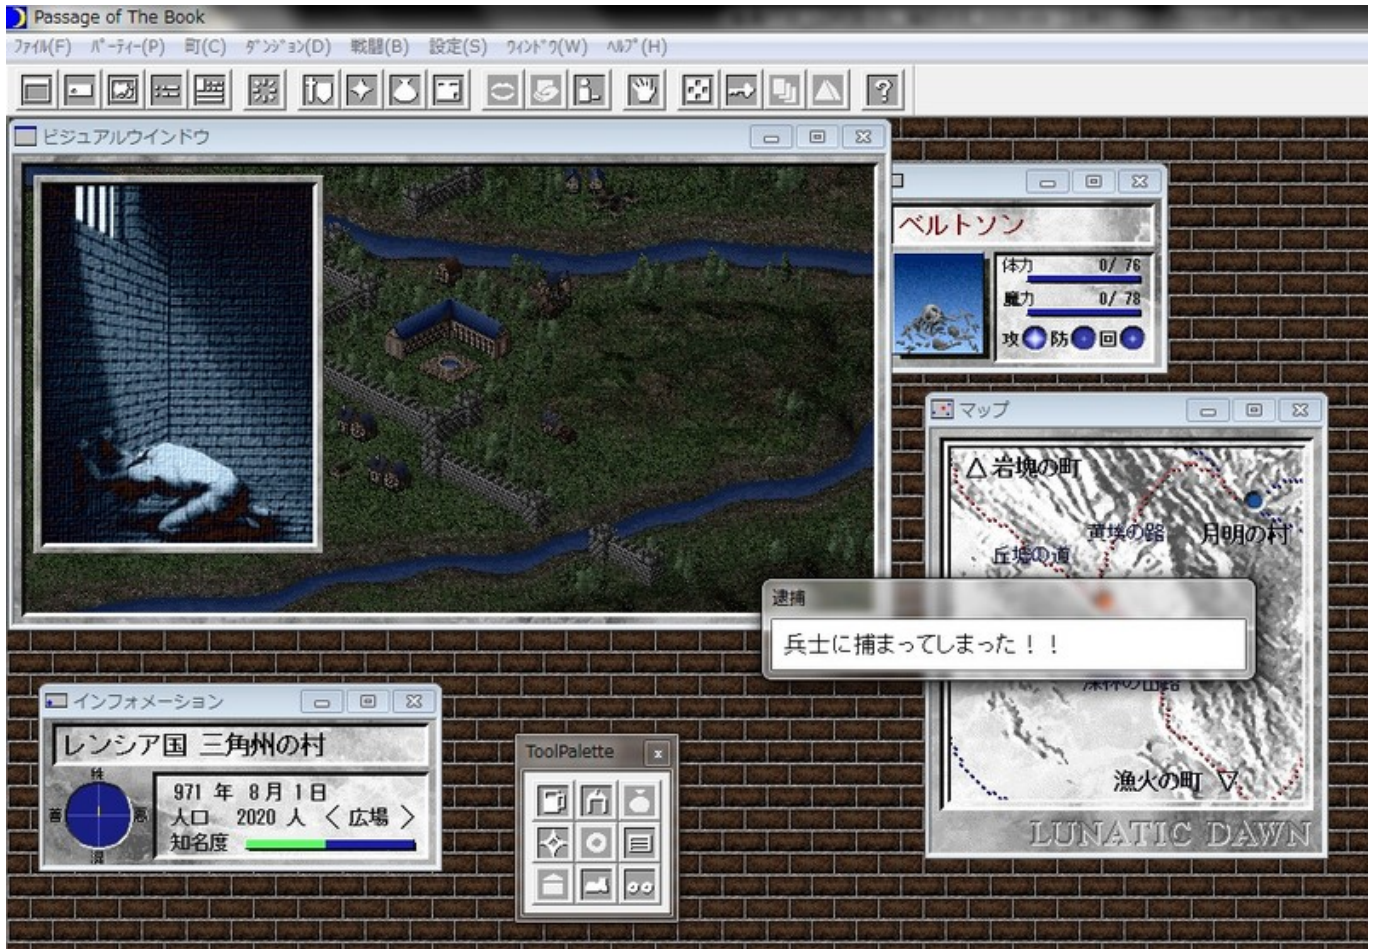 Passage of The Book
ファイル(F) パーティー(P) 町(C) ダンジョン(D) 戦闘(B) 設定(S) ウィンドウ(W) ヘルプ(H)
ビジュアルウインドウ
ベルトソン
体力 0/ 76
魔力 0/ 78
攻 防 回
マップ
岩塊の町
黄埃の路
月明の村
丘墟の道
逮捕
兵士に捕まってしまった！！
漁火の町
LUNATIC DAWN
インフォメーション
レンシア国 三角州の村
971 年 8月 1日
人口 2020 人 〈 広場 〉
知名度
善
悪
混
ToolPalette